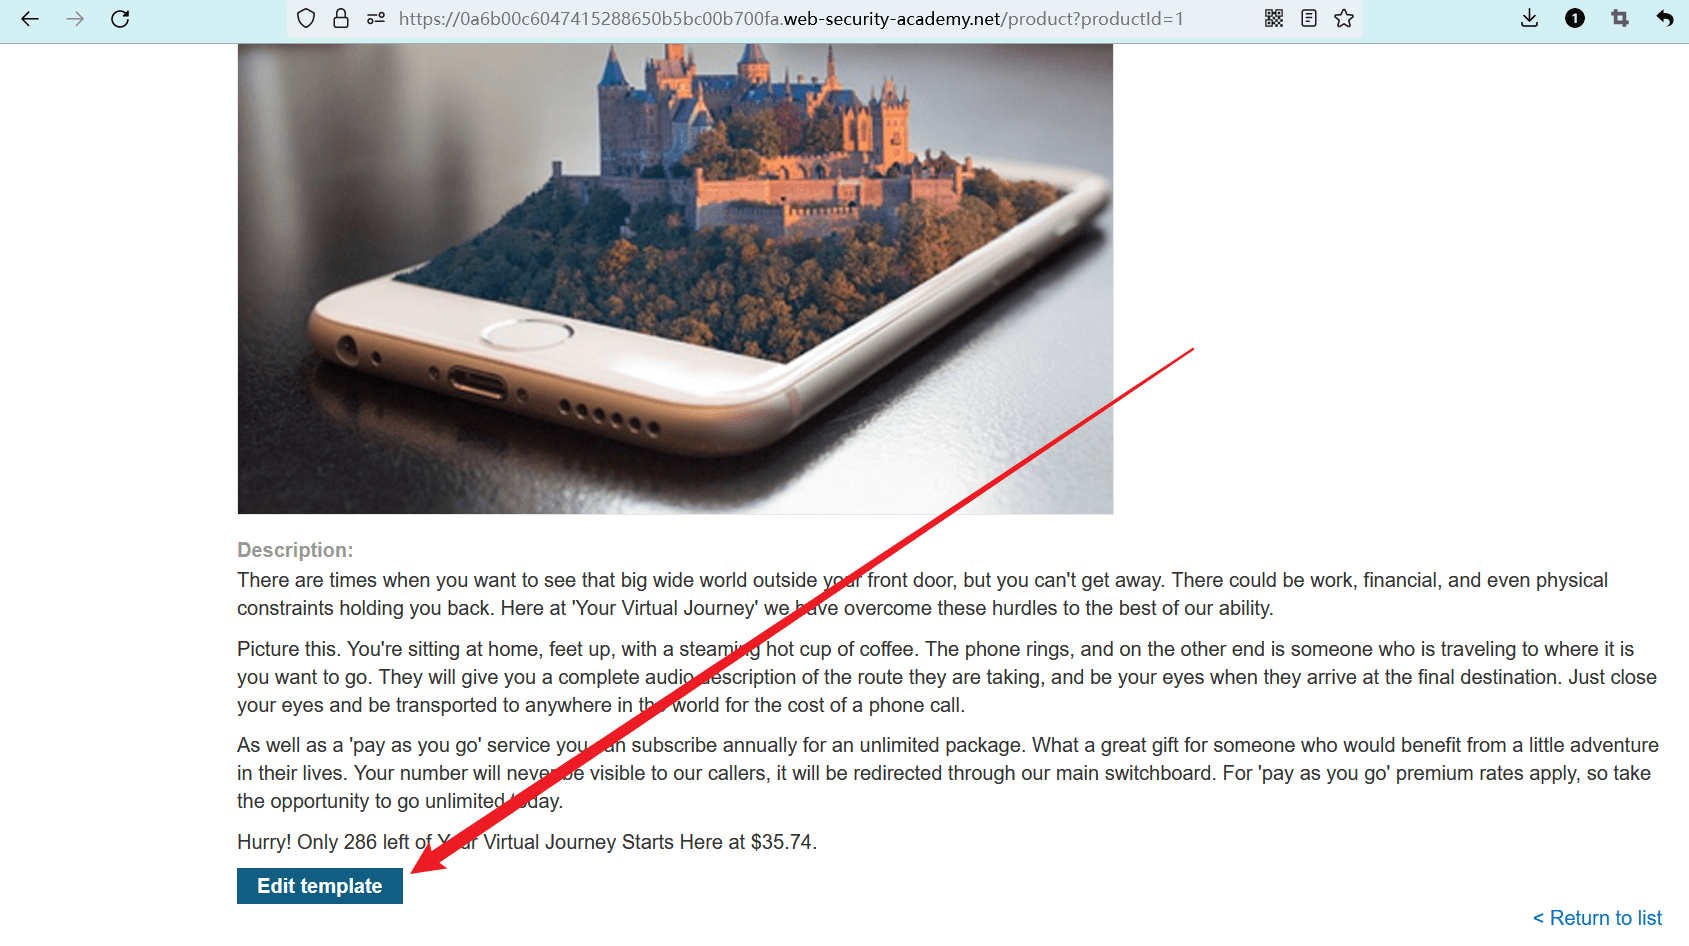 https://0a6b00c6047415288650b5bc00b700fa.web-security-academy.net/product?productId=1
1
Description:
There are times when you want to see that big wide world outside your front door, but you can't get away. There could be work, financial, and even physical
constraints holding you back. Here at 'Your Virtual Journey' we have overcome these hurdles to the best of our ability.
Picture this. You're sitting at home, feet up, with a steaming hot cup of coffee. The phone rings, and on the other end is someone who is traveling to where it is
you want to go. They will give you a complete audio description of the route they are taking, and be your eyes when they arrive at the final destination. Just close
your eyes and be transported to anywhere in the world for the cost of a phone call.
As well as a 'pay as you go' service you can subscribe annually for an unlimited package. What a great gift for someone who would benefit from a little adventure
in their lives. Your number will never be visible to our callers, it will be redirected through our main switchboard. For 'pay as you go' premium rates apply, so take
the opportunity to go unlimited today.
Hurry! Only 286 left of Your Virtual Journey Starts Here at $35.74.
Edit template
< Return to list